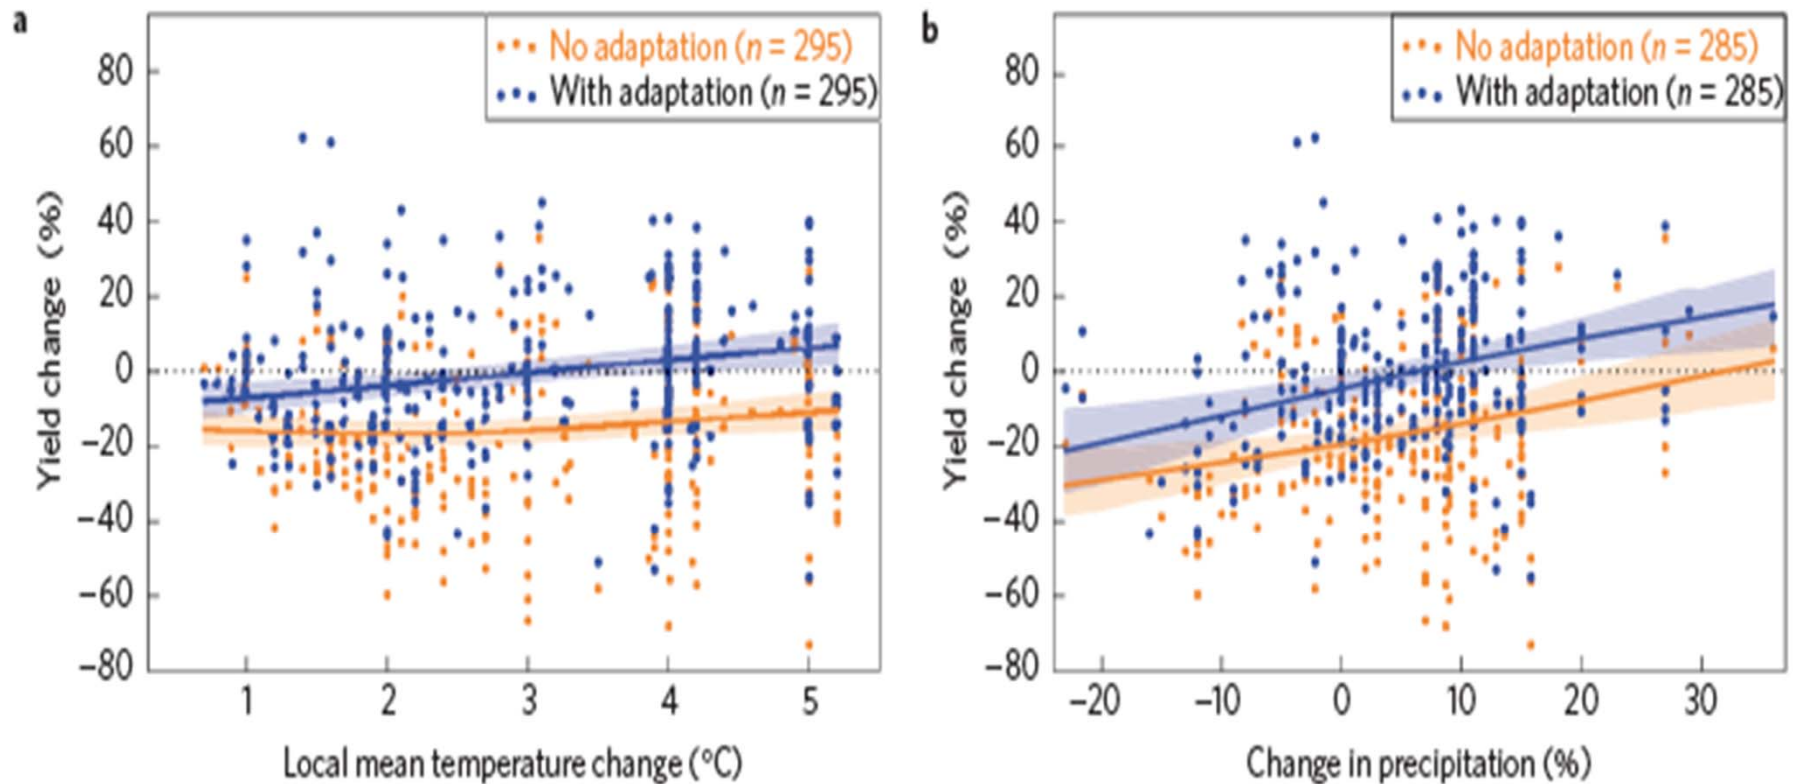 a
No adaptation (n = 295)
With adaptation (n = 295)
Yield change (%)
80
60
40
20
0
−20
−40
−60
−80
1 2 3 4 5
Local mean temperature change (°C)
b
No adaptation (n = 285)
With adaptation (n = 285)
Yield change (%)
80
60
40
20
0
−20
−40
−60
−80
−20 −10 0 10 20 30
Change in precipitation (%)